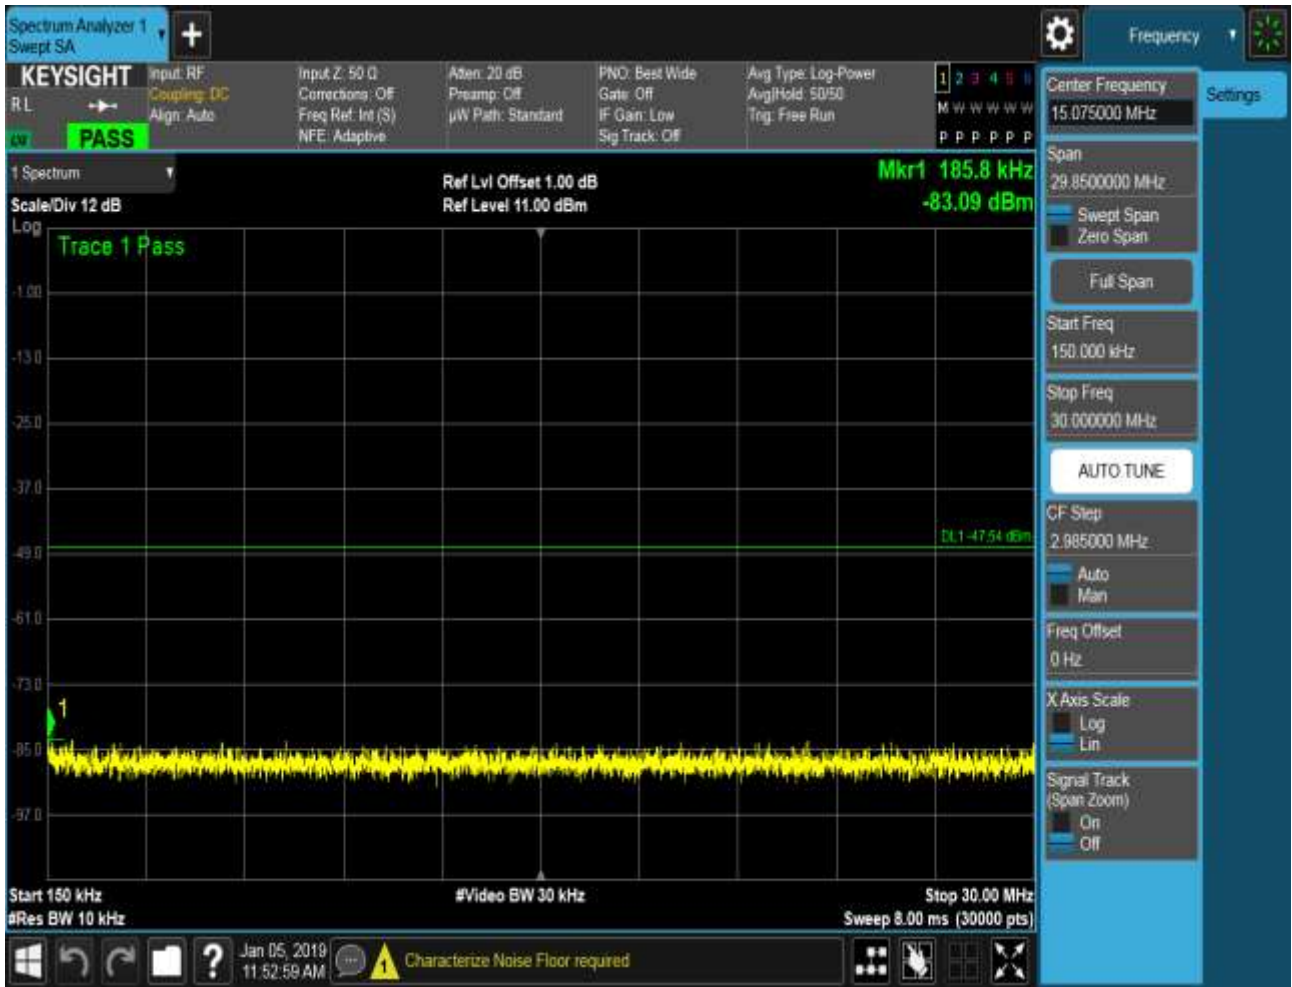 Spectrum Analyzer 1
Swept SA
+
Frequency
KEYSIGHT
R L
PASS
Input: RF
Coupling: DC
Align: Auto
Input Z: 50 Ω
Corrections: Off
Freq Ref: Int (S)
NFE: Adaptive
Atten: 20 dB
Preamp: Off
µW Path: Standard
PNO: Best Wide
Gate: Off
IF Gain: Low
Sig Track: Off
Avg Type: Log-Power
Avg|Hold: 50/50
Trig: Free Run
1 2 3 4 5 6
M W W W W W
P P P P P P
1 Spectrum
Scale/Div 12 dB
Log
Ref Lvl Offset 1.00 dB
Ref Level 11.00 dBm
Mkr1 185.8 kHz
-83.09 dBm
Trace 1 Pass
-1.00
-13.0
-25.0
-37.0
-49.0
-61.0
-73.0
-85.0
-97.0
DL1 -47.54 dBm
1
Start 150 kHz
#Res BW 10 kHz
#Video BW 30 kHz
Stop 30.00 MHz
Sweep 8.00 ms (30000 pts)
Center Frequency
15.075000 MHz
Settings
Span
29.8500000 MHz
Swept Span
Zero Span
Full Span
Start Freq
150.000 kHz
Stop Freq
30.000000 MHz
AUTO TUNE
CF Step
2.985000 MHz
Auto
Man
Freq Offset
0 Hz
X Axis Scale
Log
Lin
Signal Track
(Span Zoom)
On
Off
?
Jan 05, 2019
11:52:59 AM
1
Characterize Noise Floor required